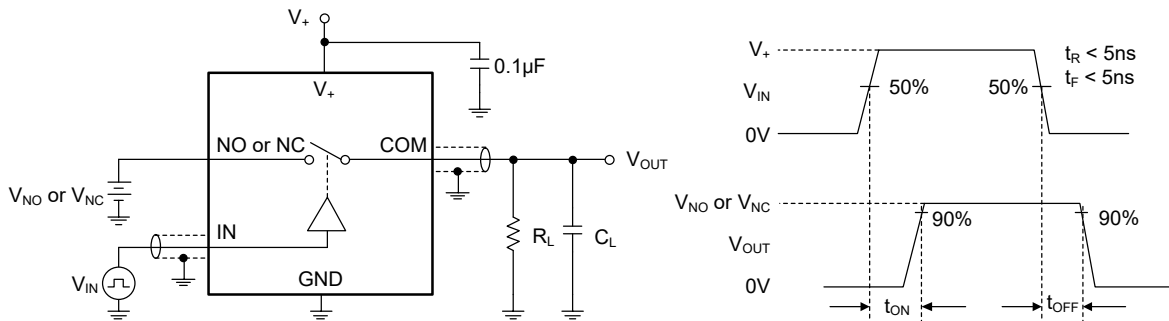 V+
0.1µF
V+
NO or NC
COM
VOUT
VNO or VNC
IN
RL
CL
VIN
GND
V+
tR < 5ns
tF < 5ns
VIN
50%
50%
0V
VNO or VNC
90%
90%
VOUT
0V
tON
tOFF